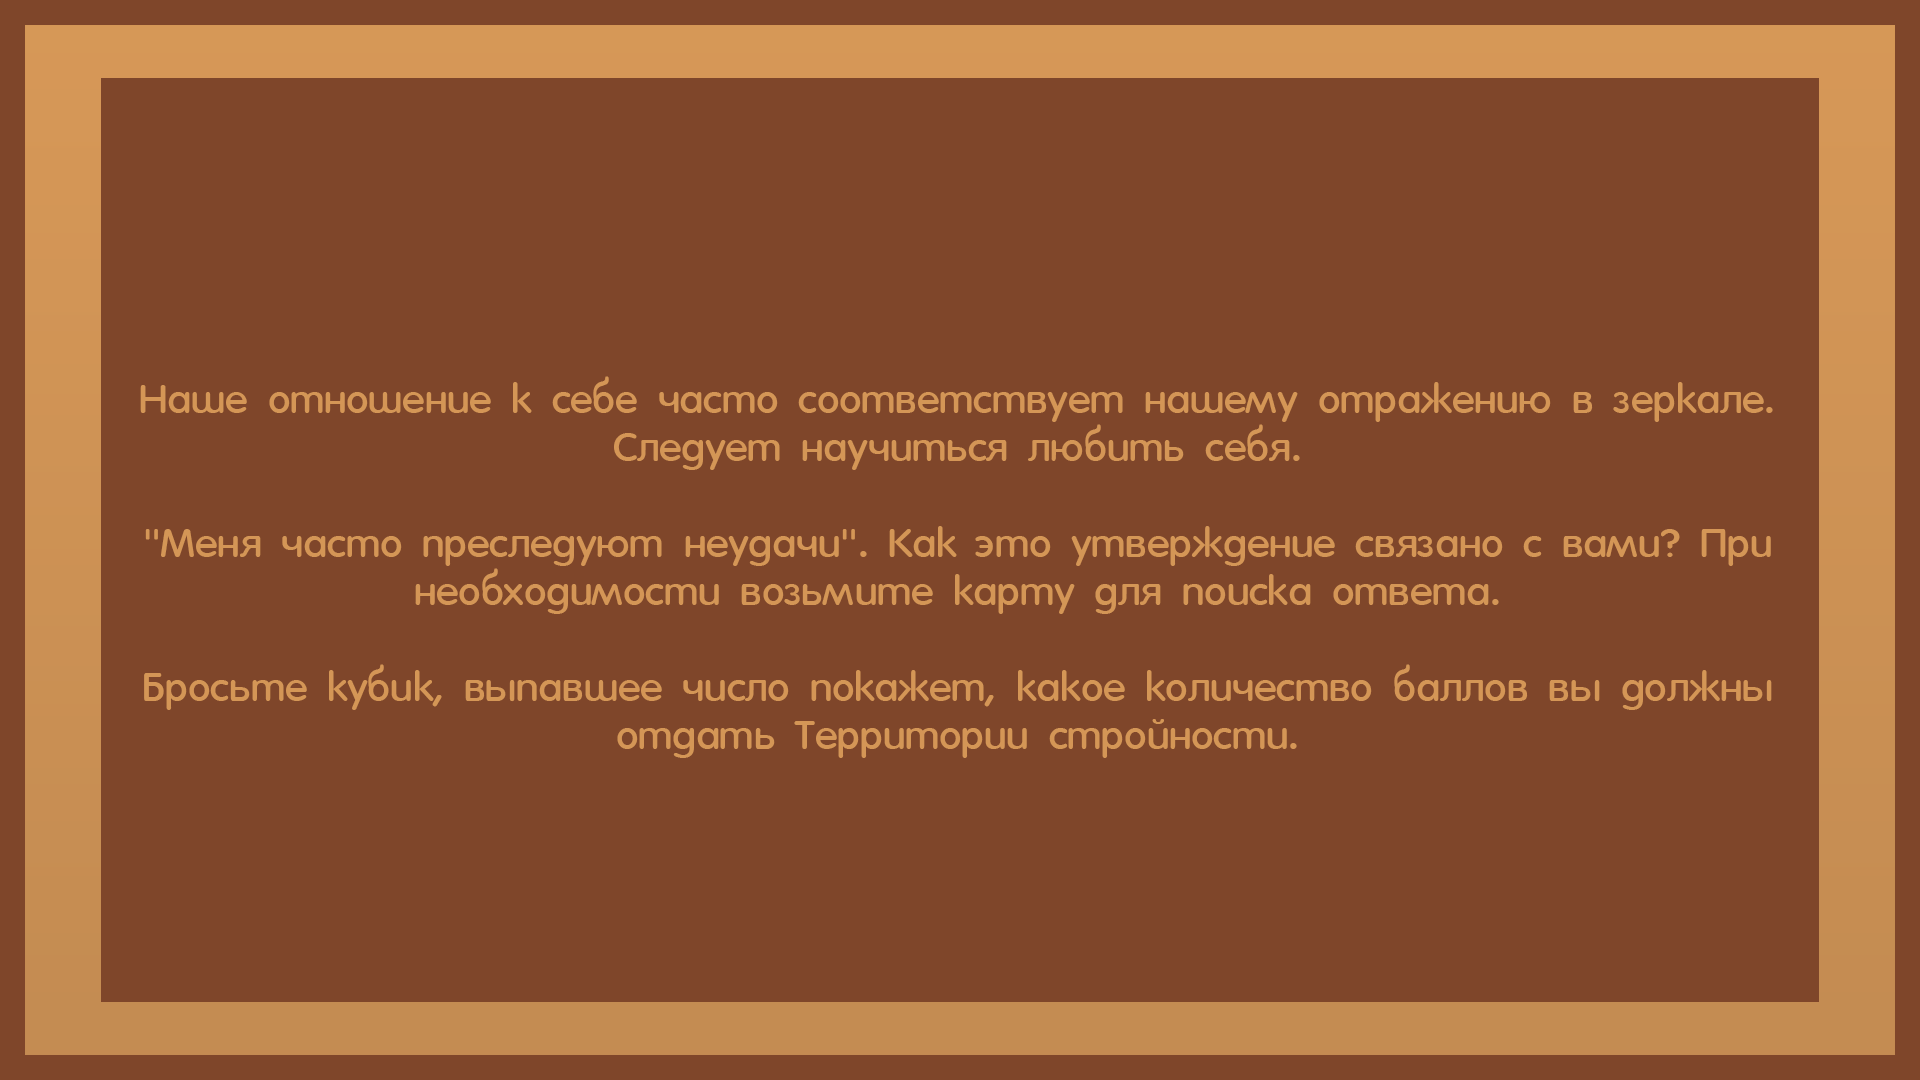 Наше отношение к себе часто соответствует нашему отражению в зеркале.
Следует научиться любить себя.
"Меня часто преследуют неудачи". Как это утверждение связано с вами? При
необходимости возьмите карту для поиска ответа.
Бросьте кубик, выпавшее число покажет, какое количество баллов вы должны
отдать Территории стройности.